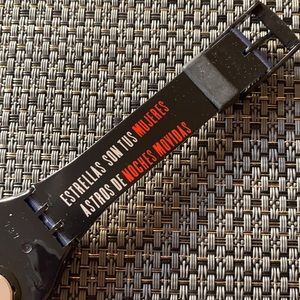 ESTRELLAS SON TUS MUJERES
ASTROS DE NOCHES MOVIDAS